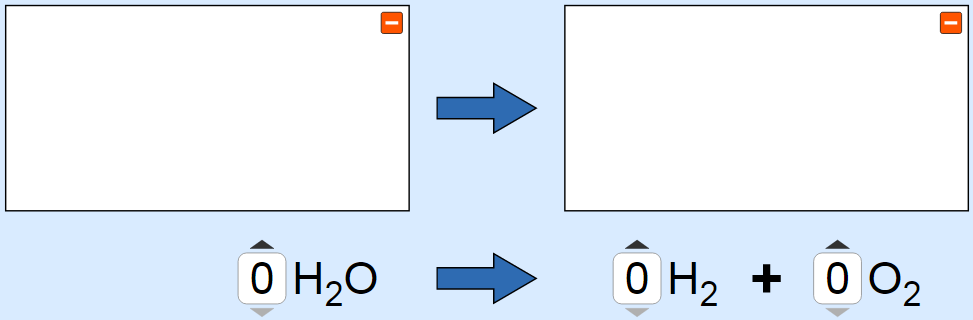 0 H₂O → 0 H₂ + 0 O₂